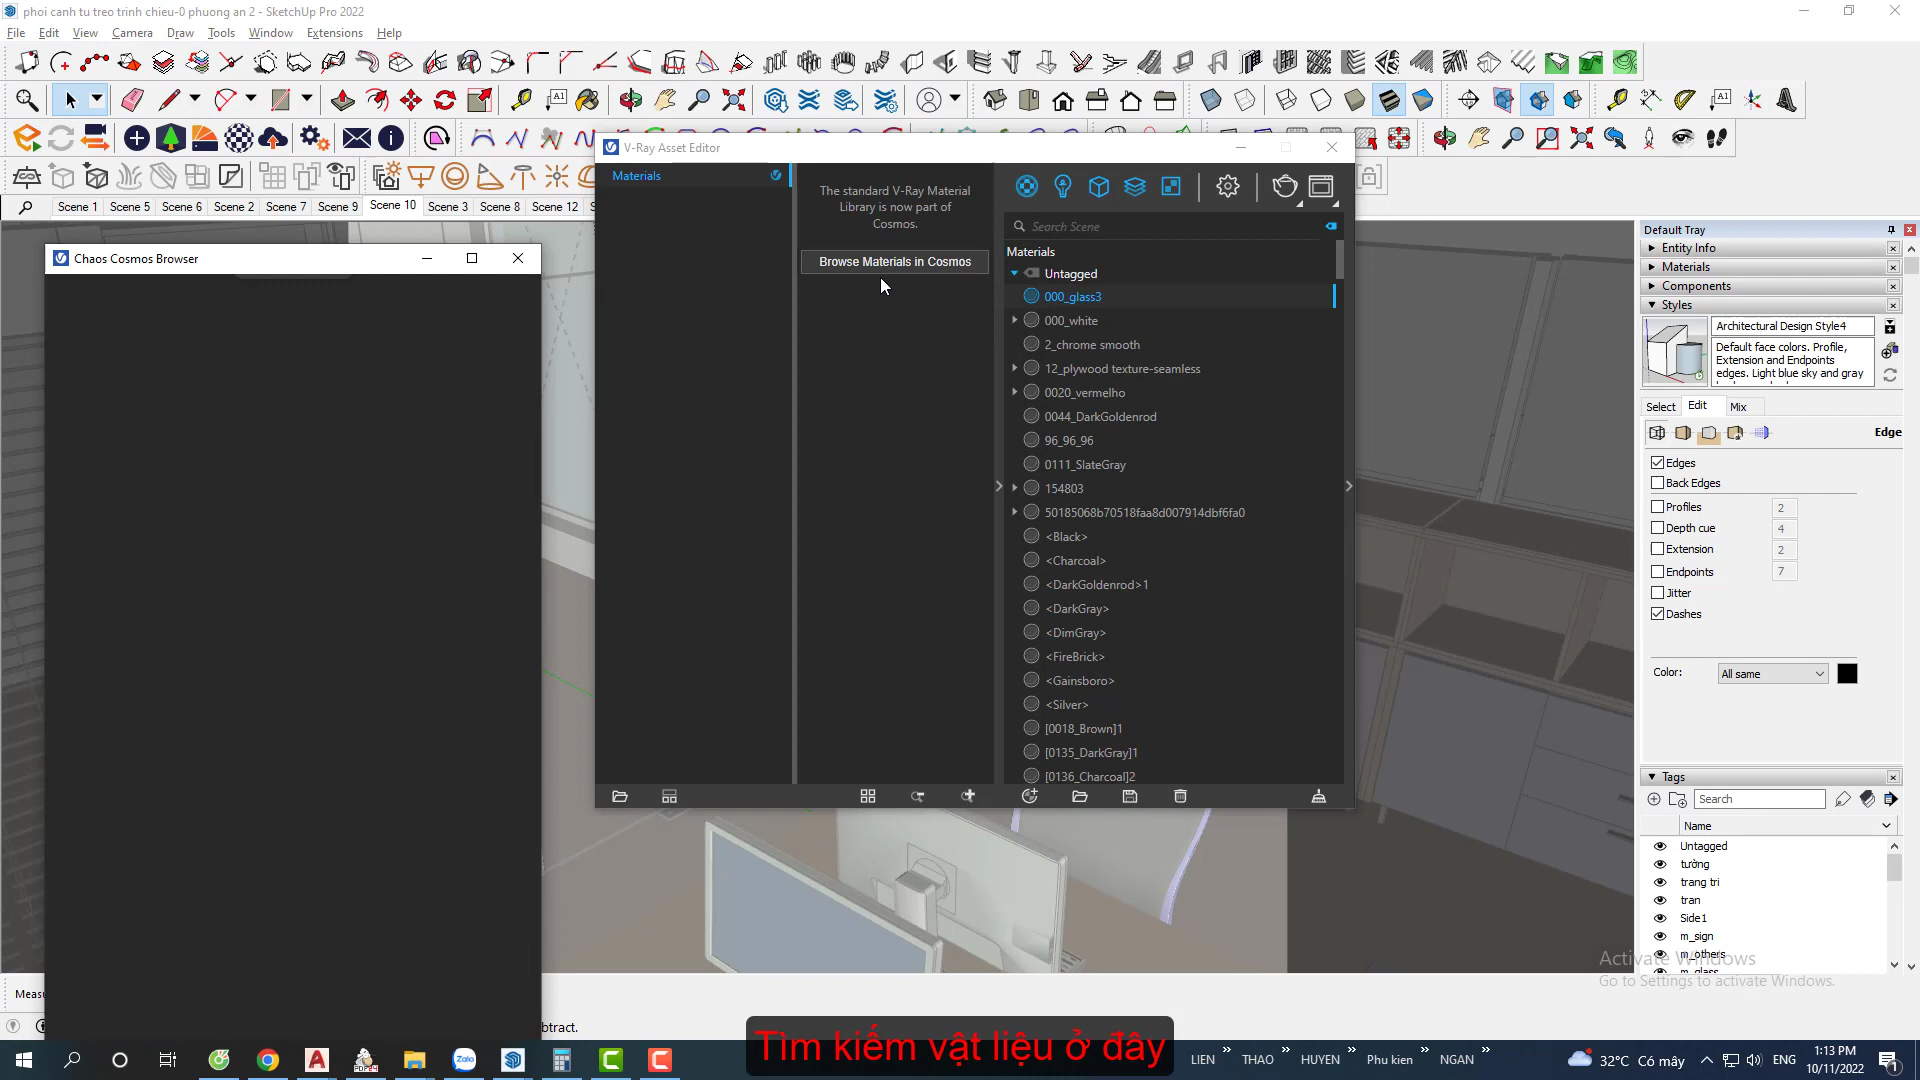 phoi canh tu treo trinh chieu-0 phuong an 2 - SketchUp Pro 2022
File Edit View Camera Draw Tools Window Extensions Help
Scene 1 Scene 5 Scene 6 Scene 2 Scene 7 Scene 9 Scene 10 Scene 3 Scene 8 Scene 12
V-Ray Asset Editor
Materials
The standard V-Ray Material
Library is now part of
Cosmos.
Browse Materials in Cosmos
Search Scene
Materials
Untagged
000_glass3
000_white
2_chrome smooth
12_plywood texture-seamless
0020_vermelho
0044_DarkGoldenrod
96_96_96
0111_SlateGray
154803
50185068b70518faa8d007914dbf6fa0
<Black>
<Charcoal>
<DarkGoldenrod>1
<DarkGray>
<DimGray>
<FireBrick>
<Gainsboro>
<Silver>
[0018_Brown]1
[0135_DarkGray]1
[0136_Charcoal]2
Chaos Cosmos Browser
Default Tray
Entity Info
Materials
Components
Styles
Architectural Design Style4
Default face colors. Profile,
Extension and Endpoints
edges. Light blue sky and gray
Select Edit Mix
Edge
Edges
Back Edges
Profiles 2
Depth cue 4
Extension 2
Endpoints 7
Jitter
Dashes
Color: All same
Tags
Search
Name
Untagged
tường
trang tri
tran
Side1
m_sign
m_others
m_glass
Activate Windows
Go to Settings to activate Windows.
Measu
btract.
Tìm kiếm vật liệu ở đây
LIEN THAO HUYEN Phu kien NGAN
32°C Có mây
ENG
1:13 PM
10/11/2022